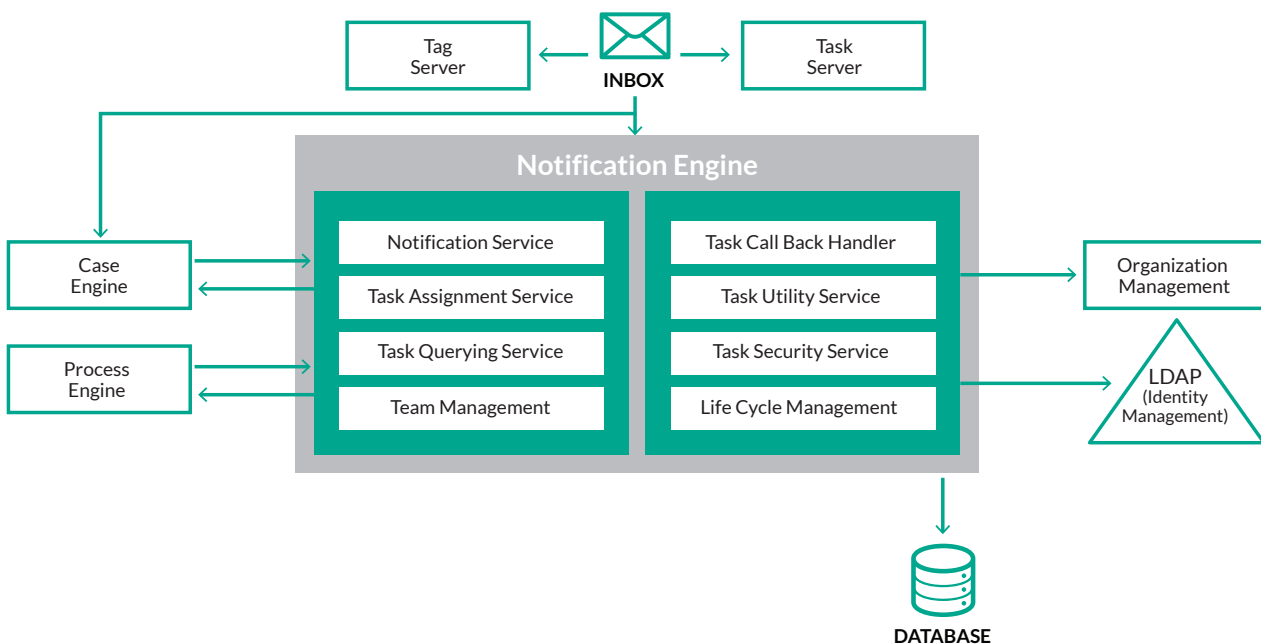 Tag
Server
INBOX
Task
Server
Notification Engine
Notification Service
Task Assignment Service
Task Querying Service
Team Management
Task Call Back Handler
Task Utility Service
Task Security Service
Life Cycle Management
Case
Engine
Process
Engine
Organization
Management
LDAP
(Identity
Management)
DATABASE